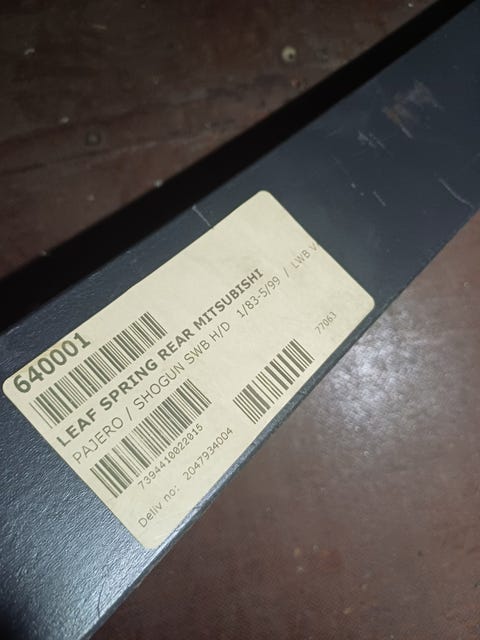 640001
LEAF SPRING REAR MITSUBISHI
PAJERO / SHOGUN SWB H/D 1/83-5/99 / LWB V
7394410022015
77063
Deliv no: 2047934004